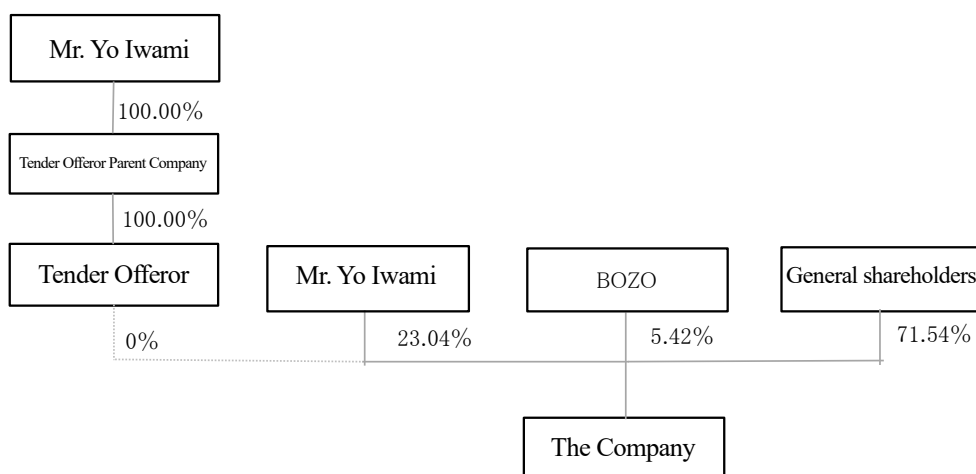 Mr. Yo Iwami
100.00%
Tender Offeror Parent Company
100.00%
Tender Offeror
Mr. Yo Iwami
BOZO
General shareholders
0%
23.04%
5.42%
71.54%
The Company